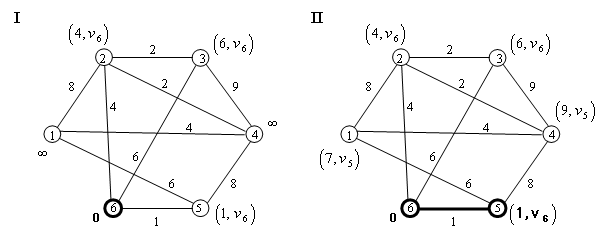 I II
(4, v₆) (6, v₆) (4, v₆) (6, v₆)
2 2 3 2 2 3
8 2 9 8 2 9
4 ∞ 4 (9, v₅)
1 4 4 1 4 4
∞ (7, v₅)
6 6 8 6 6 8
0 6 1 5 (1, v₆) 0 6 1 5 (1, v₆)